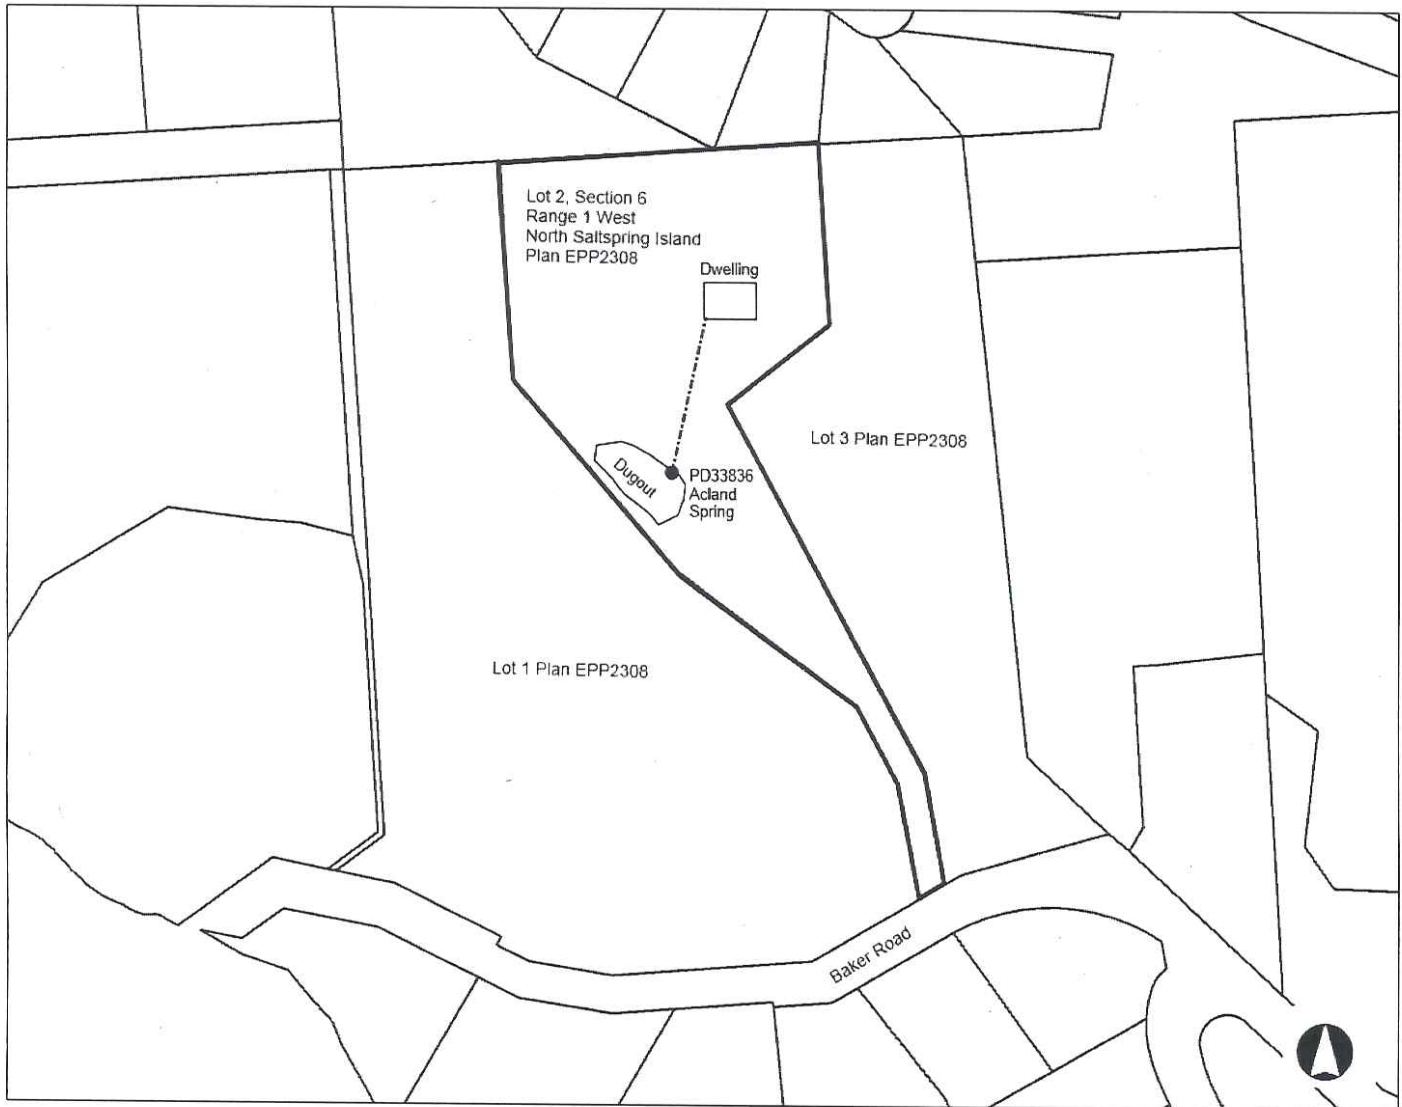 Lot 2, Section 6
Range 1 West
North Saltspring Island
Plan EPP2308
Dwelling
Lot 3 Plan EPP2308
Dugout
PD33836
Acland
Spring
Lot 1 Plan EPP2308
Baker Road